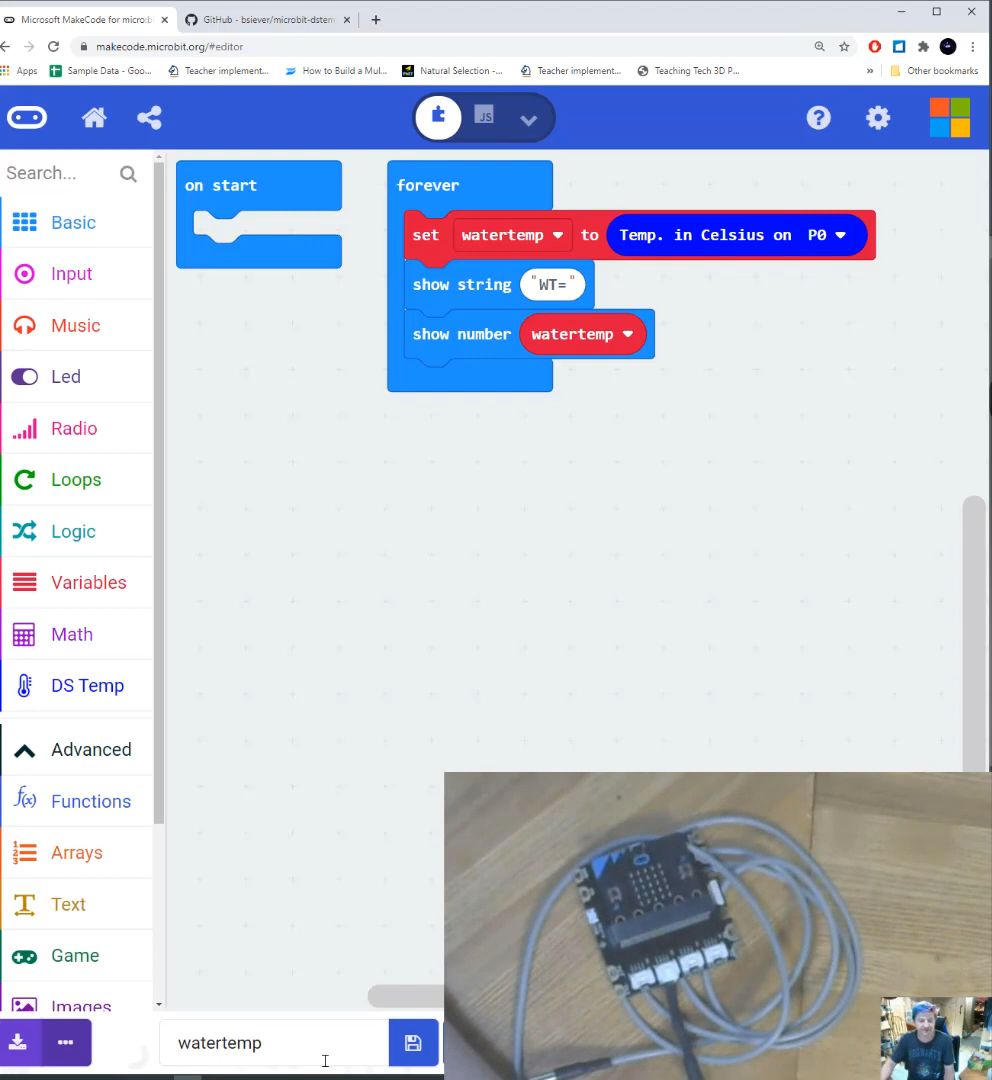 Microsoft MakeCode for micro:b
GitHub - bsiever/microbit-dstem
makecode.microbit.org/#editor
Apps
Sample Data - Goo...
Teacher implement...
How to Build a Mul...
Natural Selection -...
Teacher implement...
Teaching Tech 3D P...
Other bookmarks
JS
Search...
Basic
Input
Music
Led
Radio
Loops
Logic
Variables
Math
DS Temp
Advanced
Functions
Arrays
Text
Game
Images
on start
forever
set watertemp to Temp. in Celsius on P0
show string "WT="
show number watertemp
watertemp